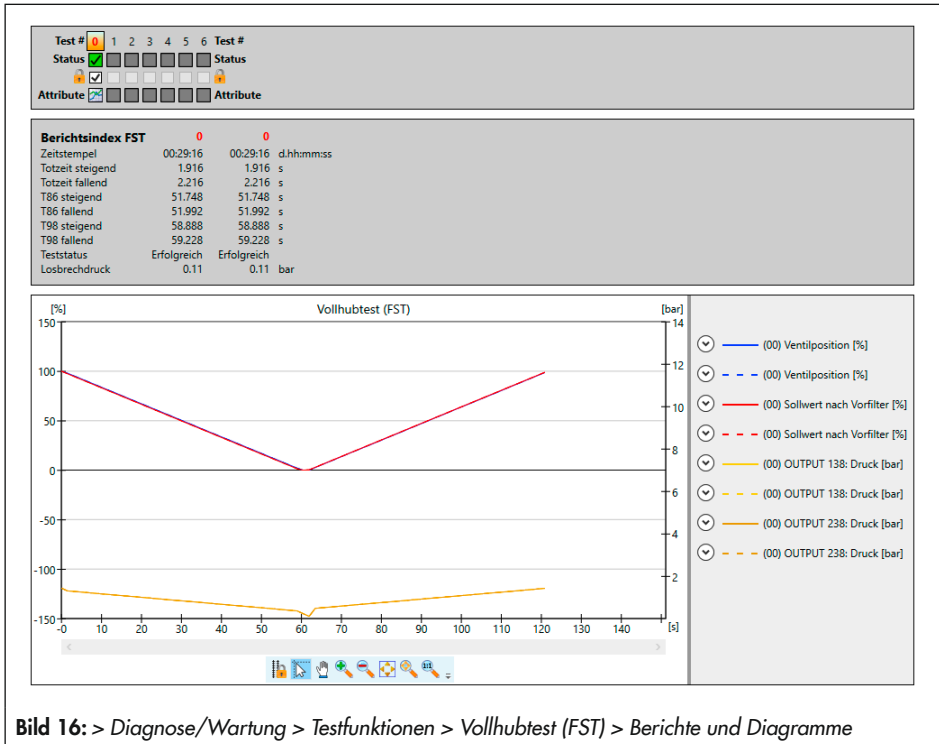 Test # 0 1 2 3 4 5 6 Test #
Status Status
Attribute Attribute
Berichtsindex FST 0 0
Zeitstempel 00:29:16 00:29:16 d.hh:mm:ss
Totzeit steigend 1.916 1.916 s
Totzeit fallend 2.216 2.216 s
T86 steigend 51.748 51.748 s
T86 fallend 51.992 51.992 s
T98 steigend 58.888 58.888 s
T98 fallend 59.228 59.228 s
Teststatus Erfolgreich Erfolgreich
Losbrechdruck 0.11 0.11 bar
[%] Vollhubtest (FST) [bar]
150 14
12
100
10
50
8
0
6
-50
4
-100
2
-150
-0 10 20 30 40 50 60 70 80 90 100 110 120 130 140 [s]
(00) Ventilposition [%]
(00) Ventilposition [%]
(00) Sollwert nach Vorfilter [%]
(00) Sollwert nach Vorfilter [%]
(00) OUTPUT 138: Druck [bar]
(00) OUTPUT 138: Druck [bar]
(00) OUTPUT 238: Druck [bar]
(00) OUTPUT 238: Druck [bar]
1:1
Bild 16: > Diagnose/Wartung > Testfunktionen > Vollhubtest (FST) > Berichte und Diagramme